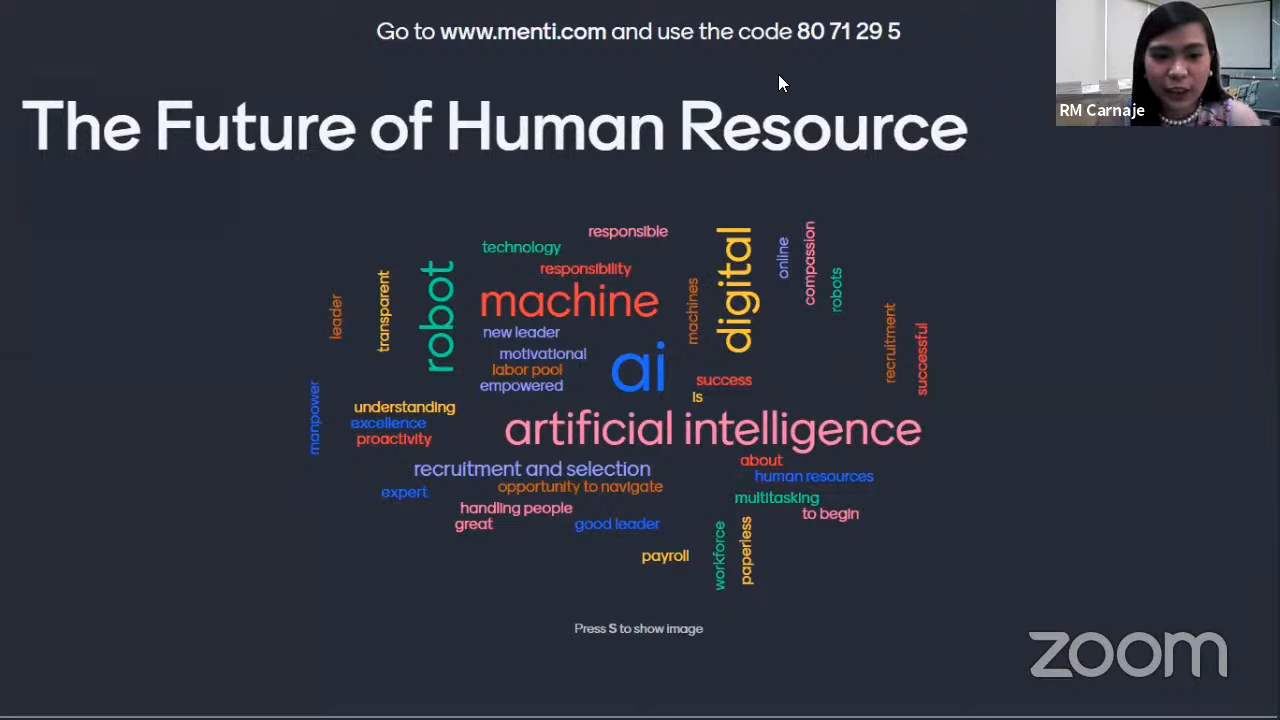 Go to www.menti.com and use the code 80 71 29 5
RM Carnaje
The Future of Human Resource
responsible
technology
responsibility
machine
robot
transparent
leader
machines
digital
online
compassion
robots
recruitment
successful
new leader
motivational
labor pool
empowered
ai
success
is
manpower
understanding
excellence
proactivity
artificial intelligence
recruitment and selection
about
human resources
expert
opportunity to navigate
multitasking
handling people
to begin
great
good leader
payroll
workforce
paperless
Press S to show image
zoom